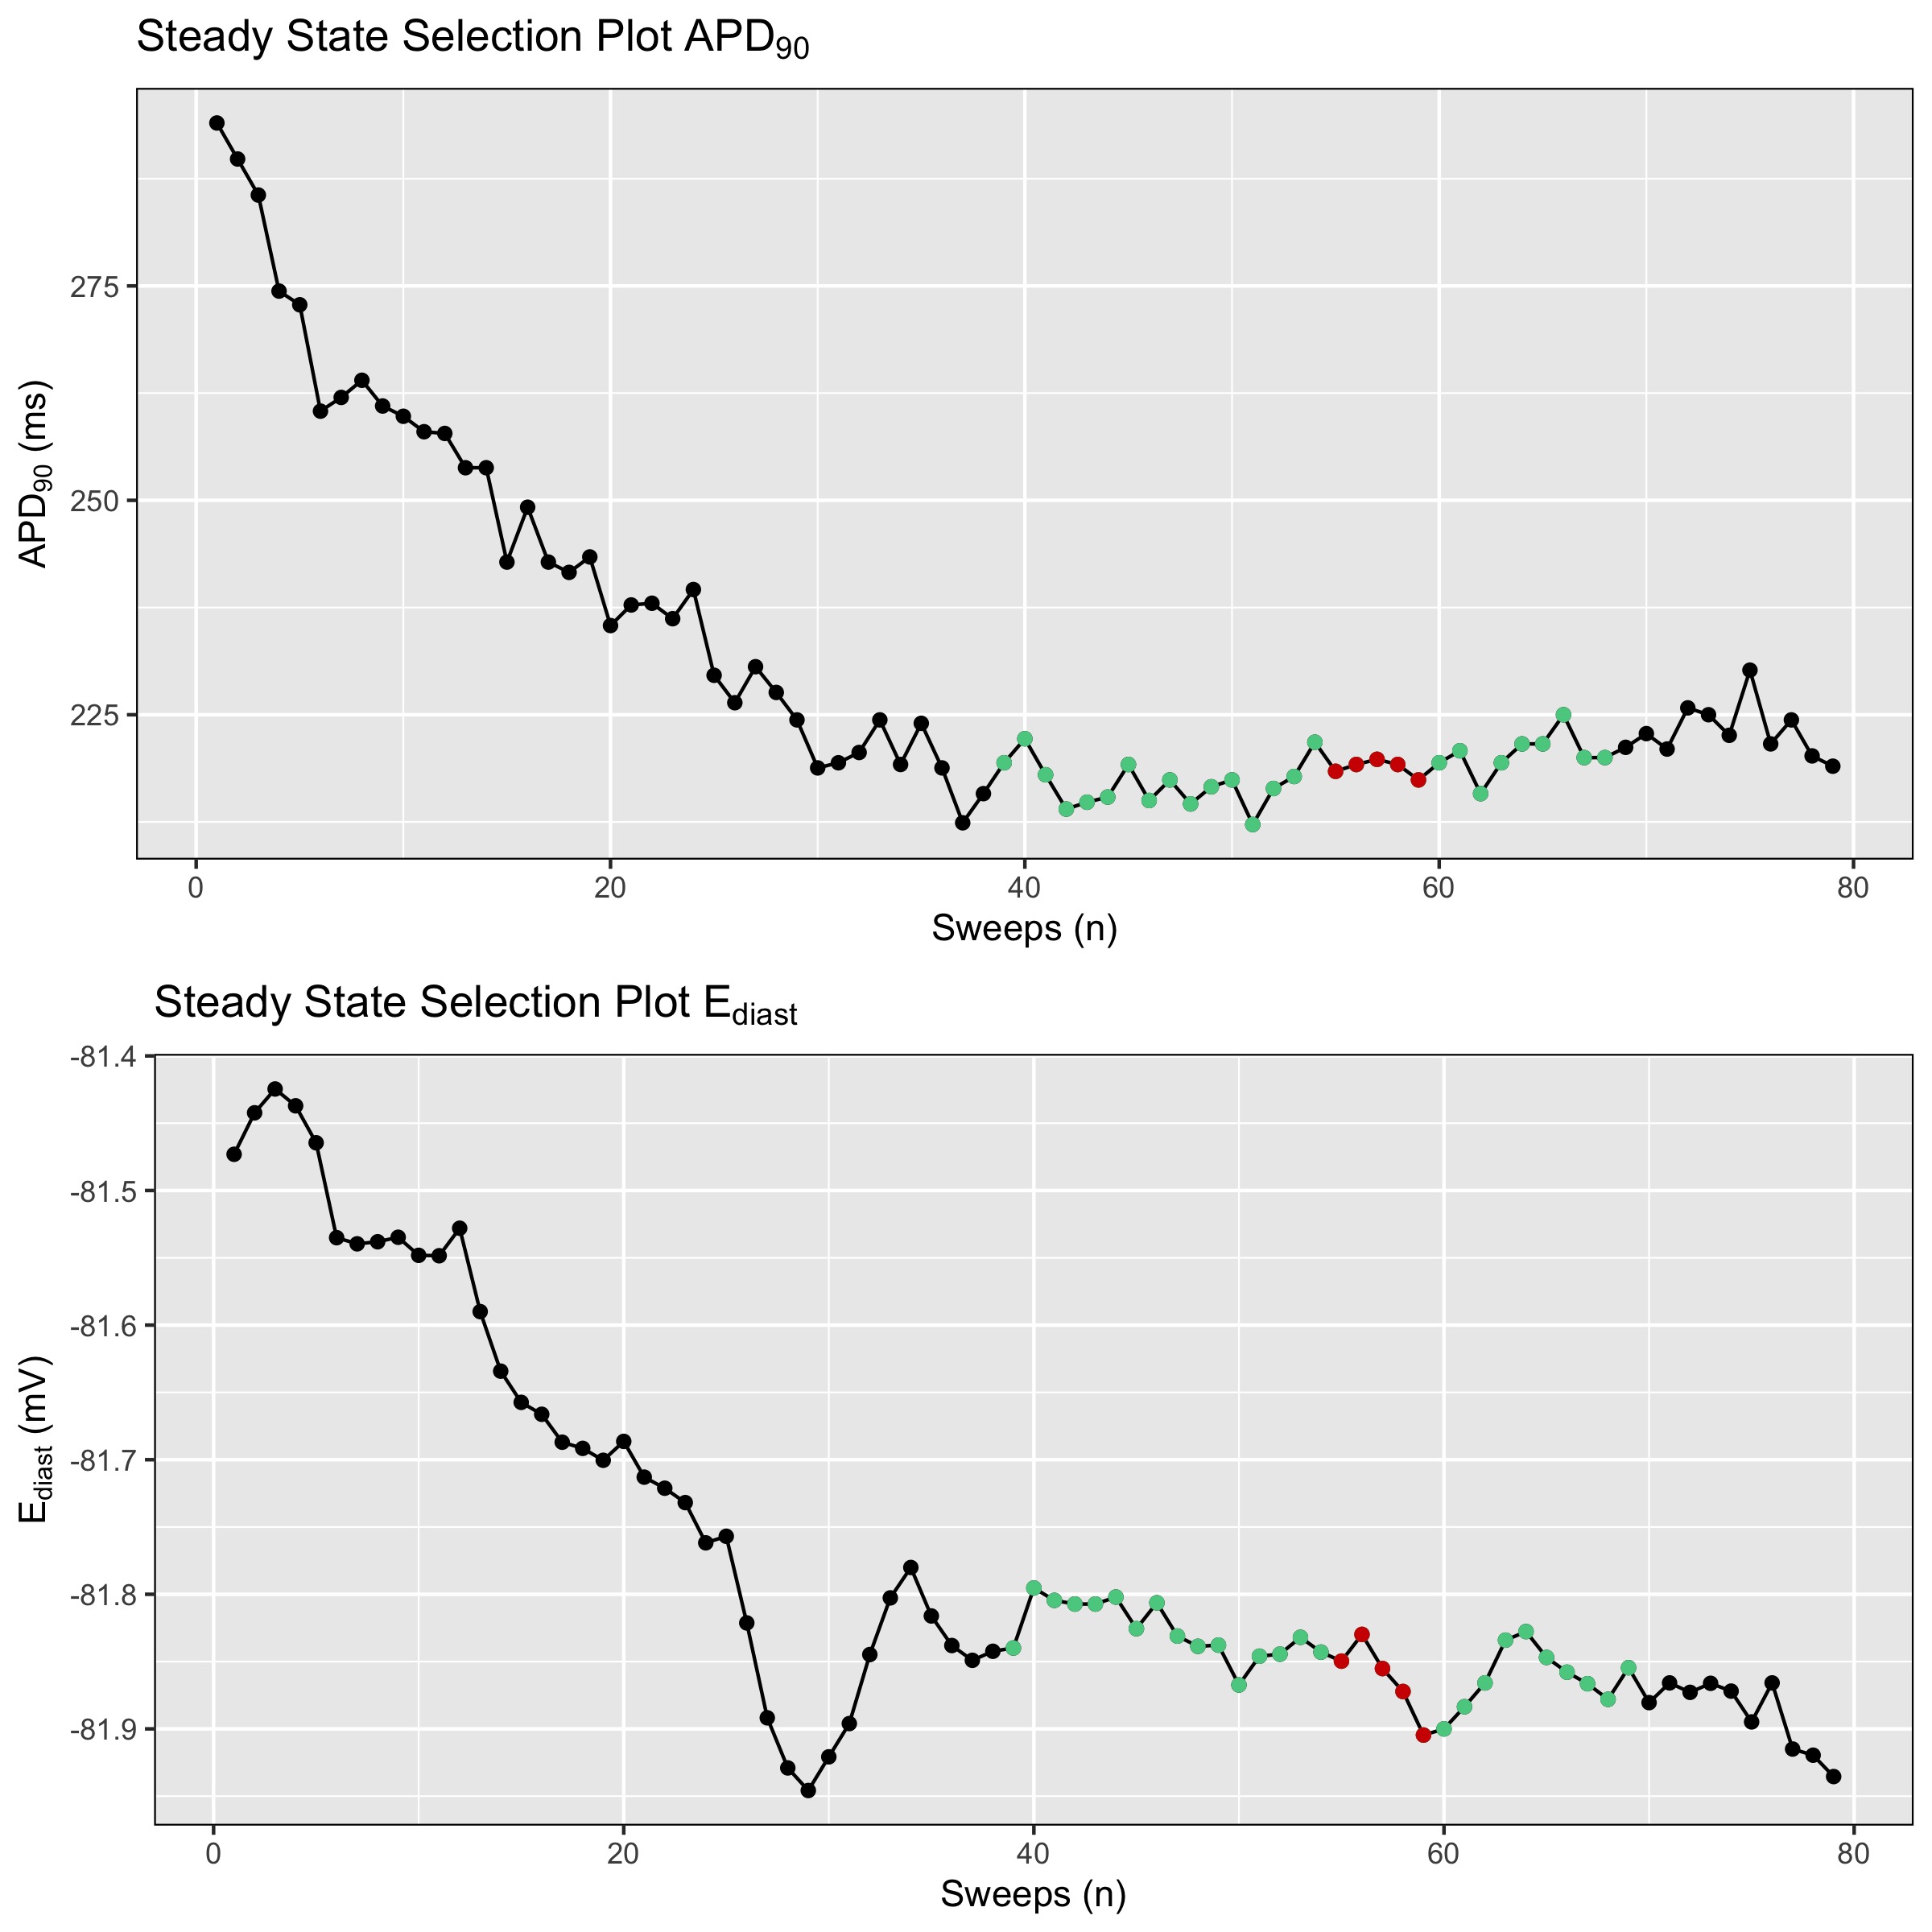 Steady State Selection Plot APD90
APD90 (ms)
275
250
225
0 20 40 60 80
Sweeps (n)
Steady State Selection Plot Ediast
Ediast (mV)
-81.4
-81.5
-81.6
-81.7
-81.8
-81.9
0 20 40 60 80
Sweeps (n)